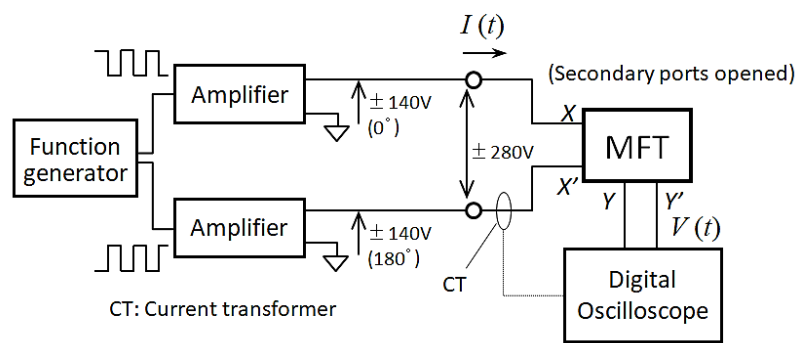 I (t)
(Secondary ports opened)
Amplifier
± 140V
(0°)
X
Function
generator
± 280V
MFT
X'
Y
Y'
V (t)
Amplifier
± 140V
(180°)
CT
Digital
Oscilloscope
CT: Current transformer